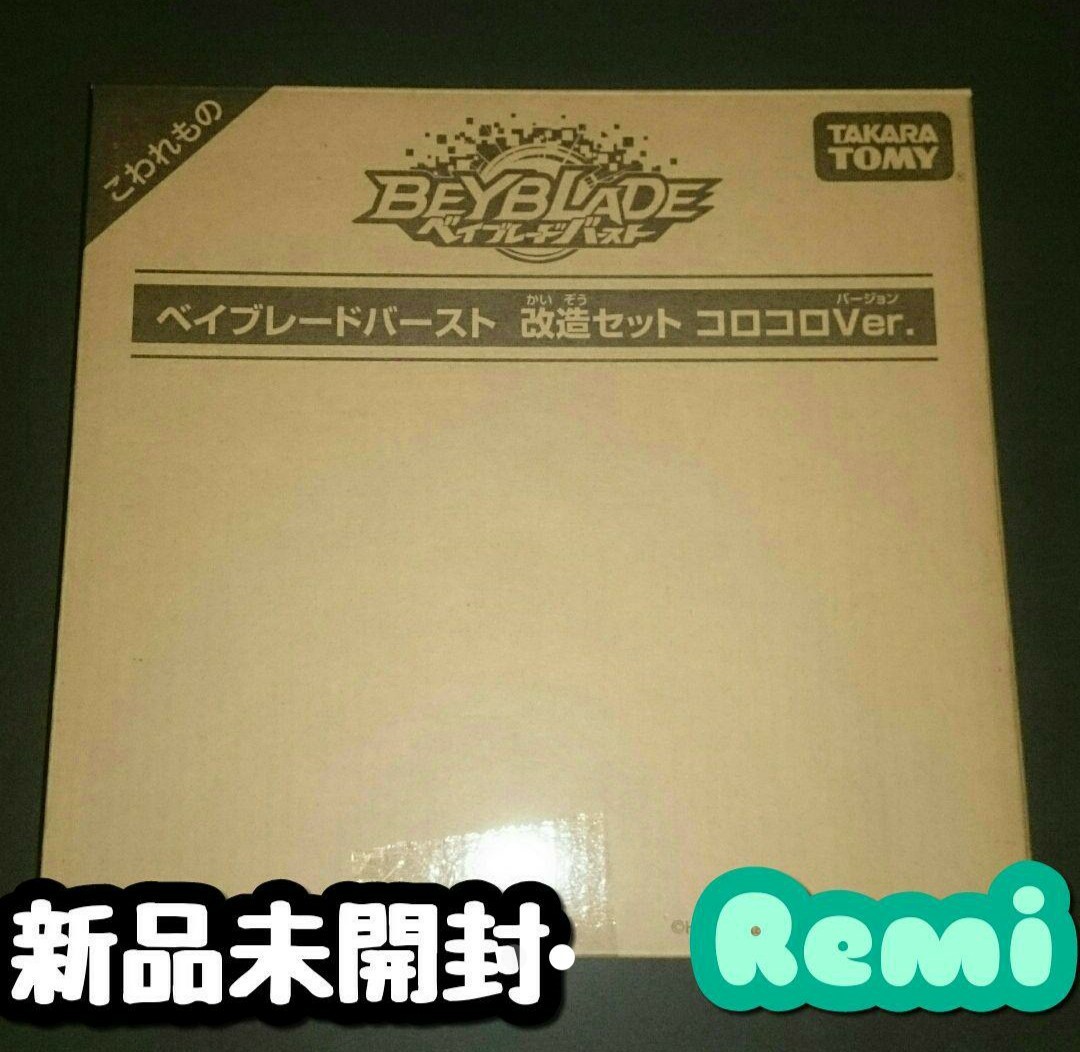 こわれもの
TAKARA
TOMY
BEYBLADE
ベイブレードバースト
かい ぞう バージョン
ベイブレードバースト 改造セット コロコロVer.
新品未開封・
Remi